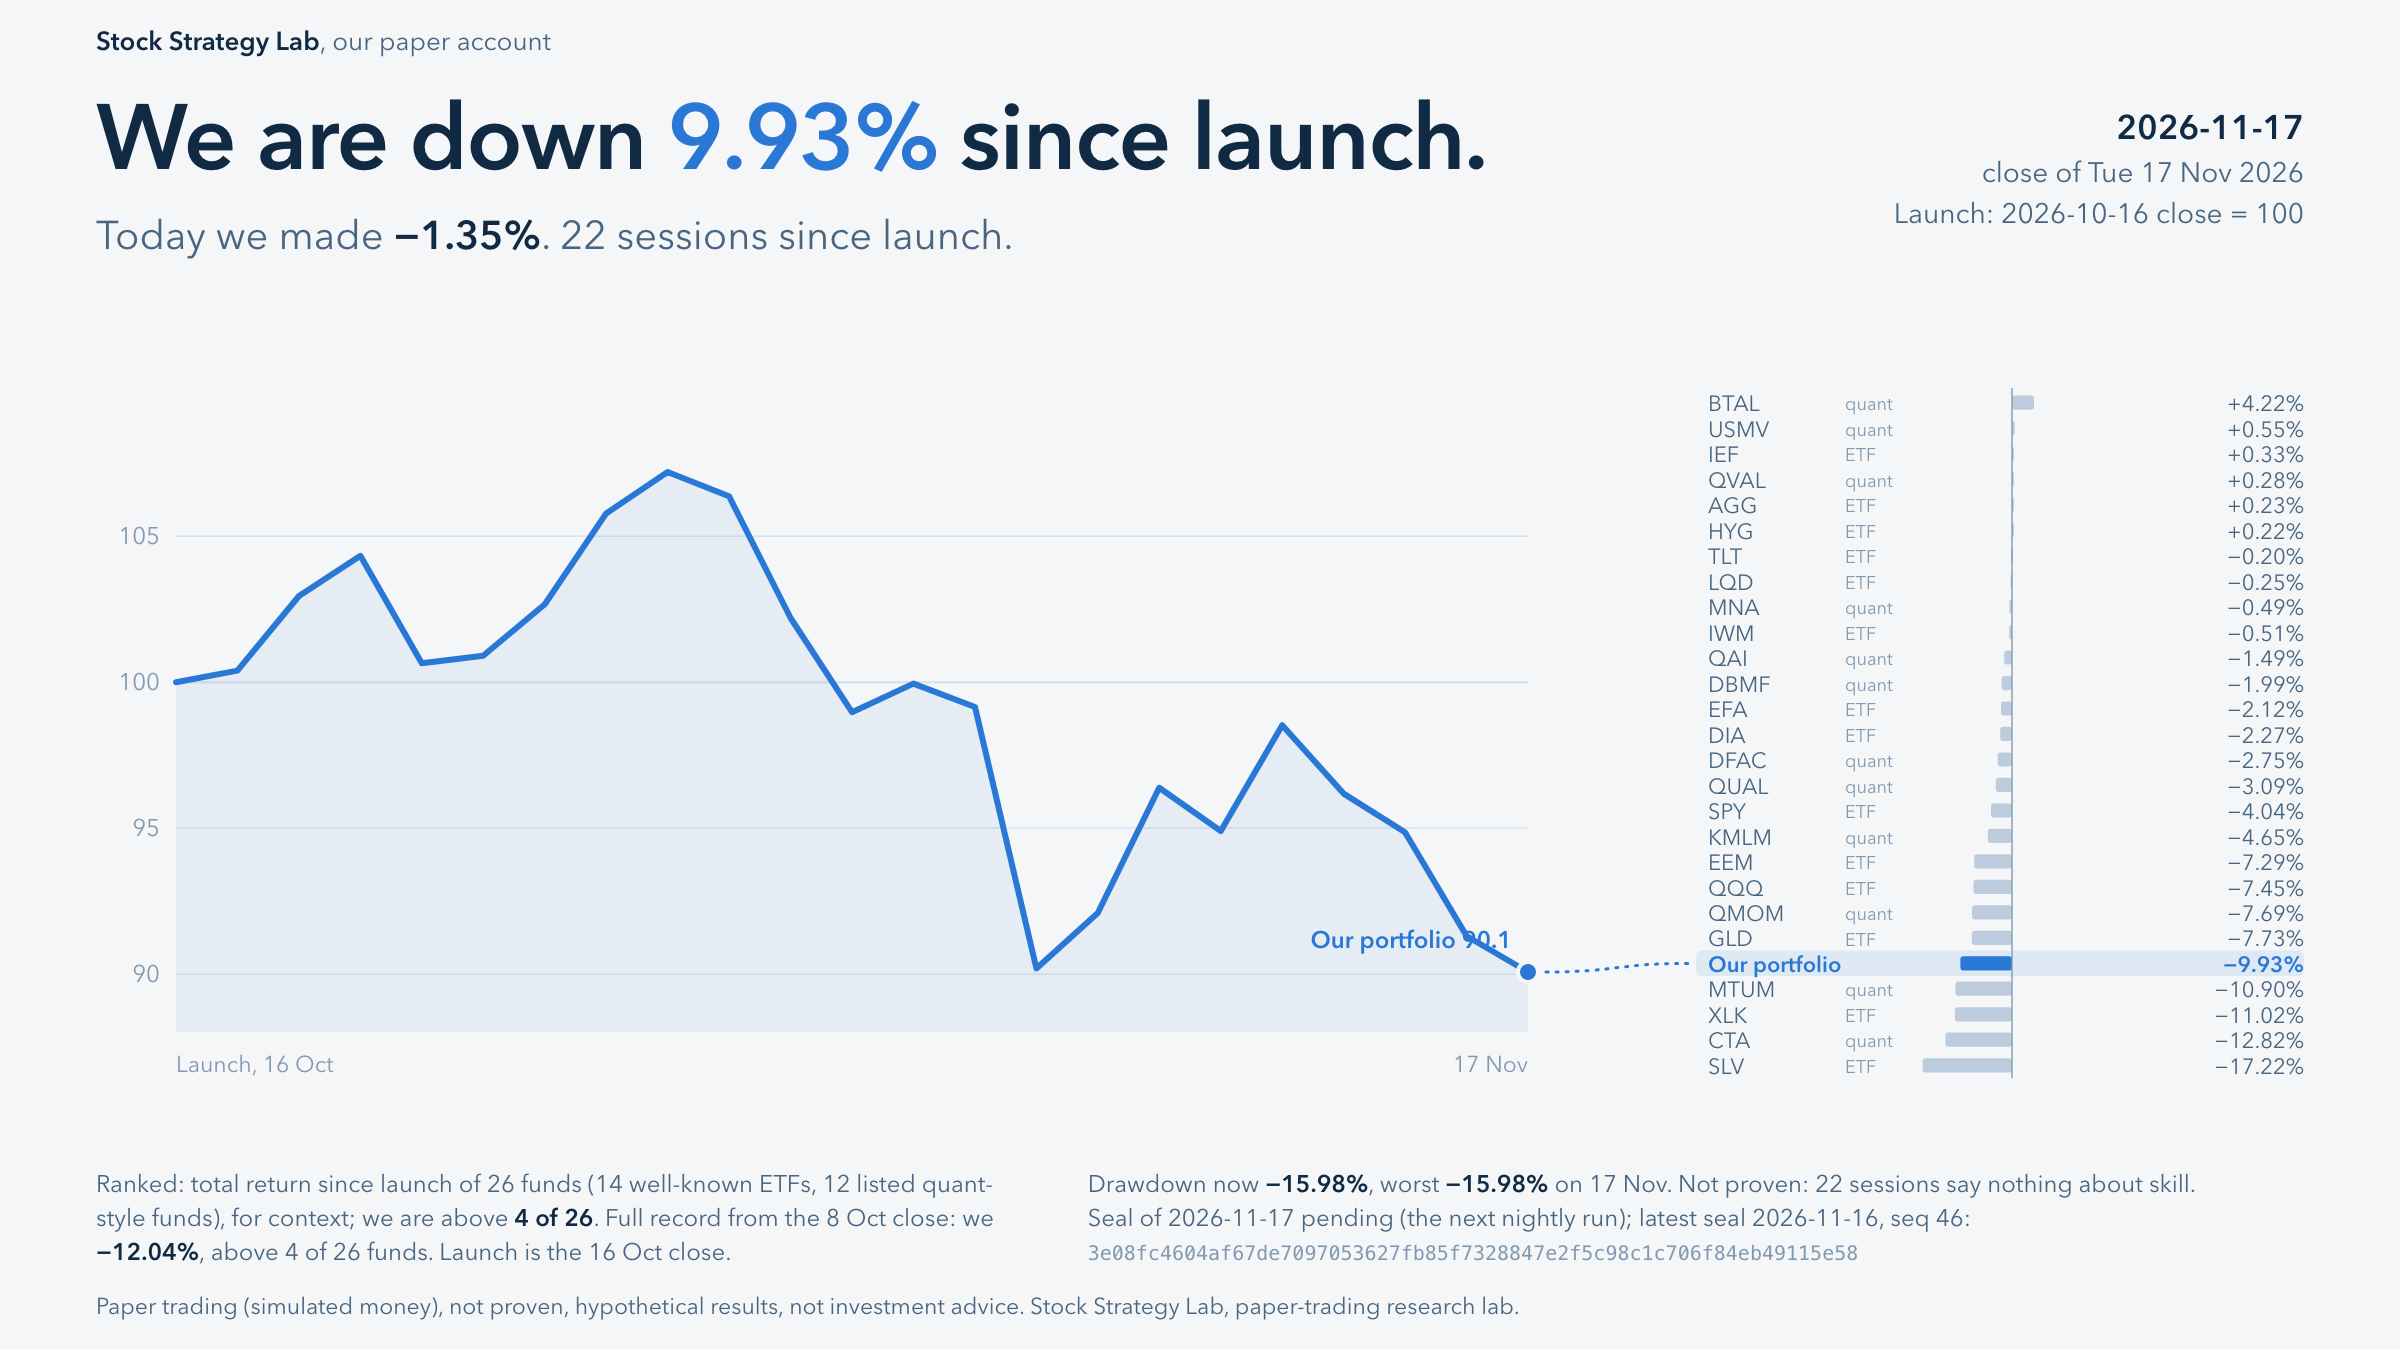 Stock Strategy Lab, our paper account
We are down 9.93% since launch.
Today we made −1.35%. 22 sessions since launch.
2026-11-17
close of Tue 17 Nov 2026
Launch: 2026-10-16 close = 100
105
100
95
90
Our portfolio 90.1
Launch, 16 Oct
17 Nov
BTAL quant +4.22%
USMV quant +0.55%
IEF ETF +0.33%
QVAL quant +0.28%
AGG ETF +0.23%
HYG ETF +0.22%
TLT ETF −0.20%
LQD ETF −0.25%
MNA quant −0.49%
IWM ETF −0.51%
QAI quant −1.49%
DBMF quant −1.99%
EFA ETF −2.12%
DIA ETF −2.27%
DFAC quant −2.75%
QUAL quant −3.09%
SPY ETF −4.04%
KMLM quant −4.65%
EEM ETF −7.29%
QQQ ETF −7.45%
QMOM quant −7.69%
GLD ETF −7.73%
Our portfolio −9.93%
MTUM quant −10.90%
XLK ETF −11.02%
CTA quant −12.82%
SLV ETF −17.22%
Ranked: total return since launch of 26 funds (14 well-known ETFs, 12 listed quant-
style funds), for context; we are above 4 of 26. Full record from the 8 Oct close: we
−12.04%, above 4 of 26 funds. Launch is the 16 Oct close.
Drawdown now −15.98%, worst −15.98% on 17 Nov. Not proven: 22 sessions say nothing about skill.
Seal of 2026-11-17 pending (the next nightly run); latest seal 2026-11-16, seq 46:
3e08fc4604af67de7097053627fb85f7328847e2f5c98c1c706f84eb49115e58
Paper trading (simulated money), not proven, hypothetical results, not investment advice. Stock Strategy Lab, paper-trading research lab.